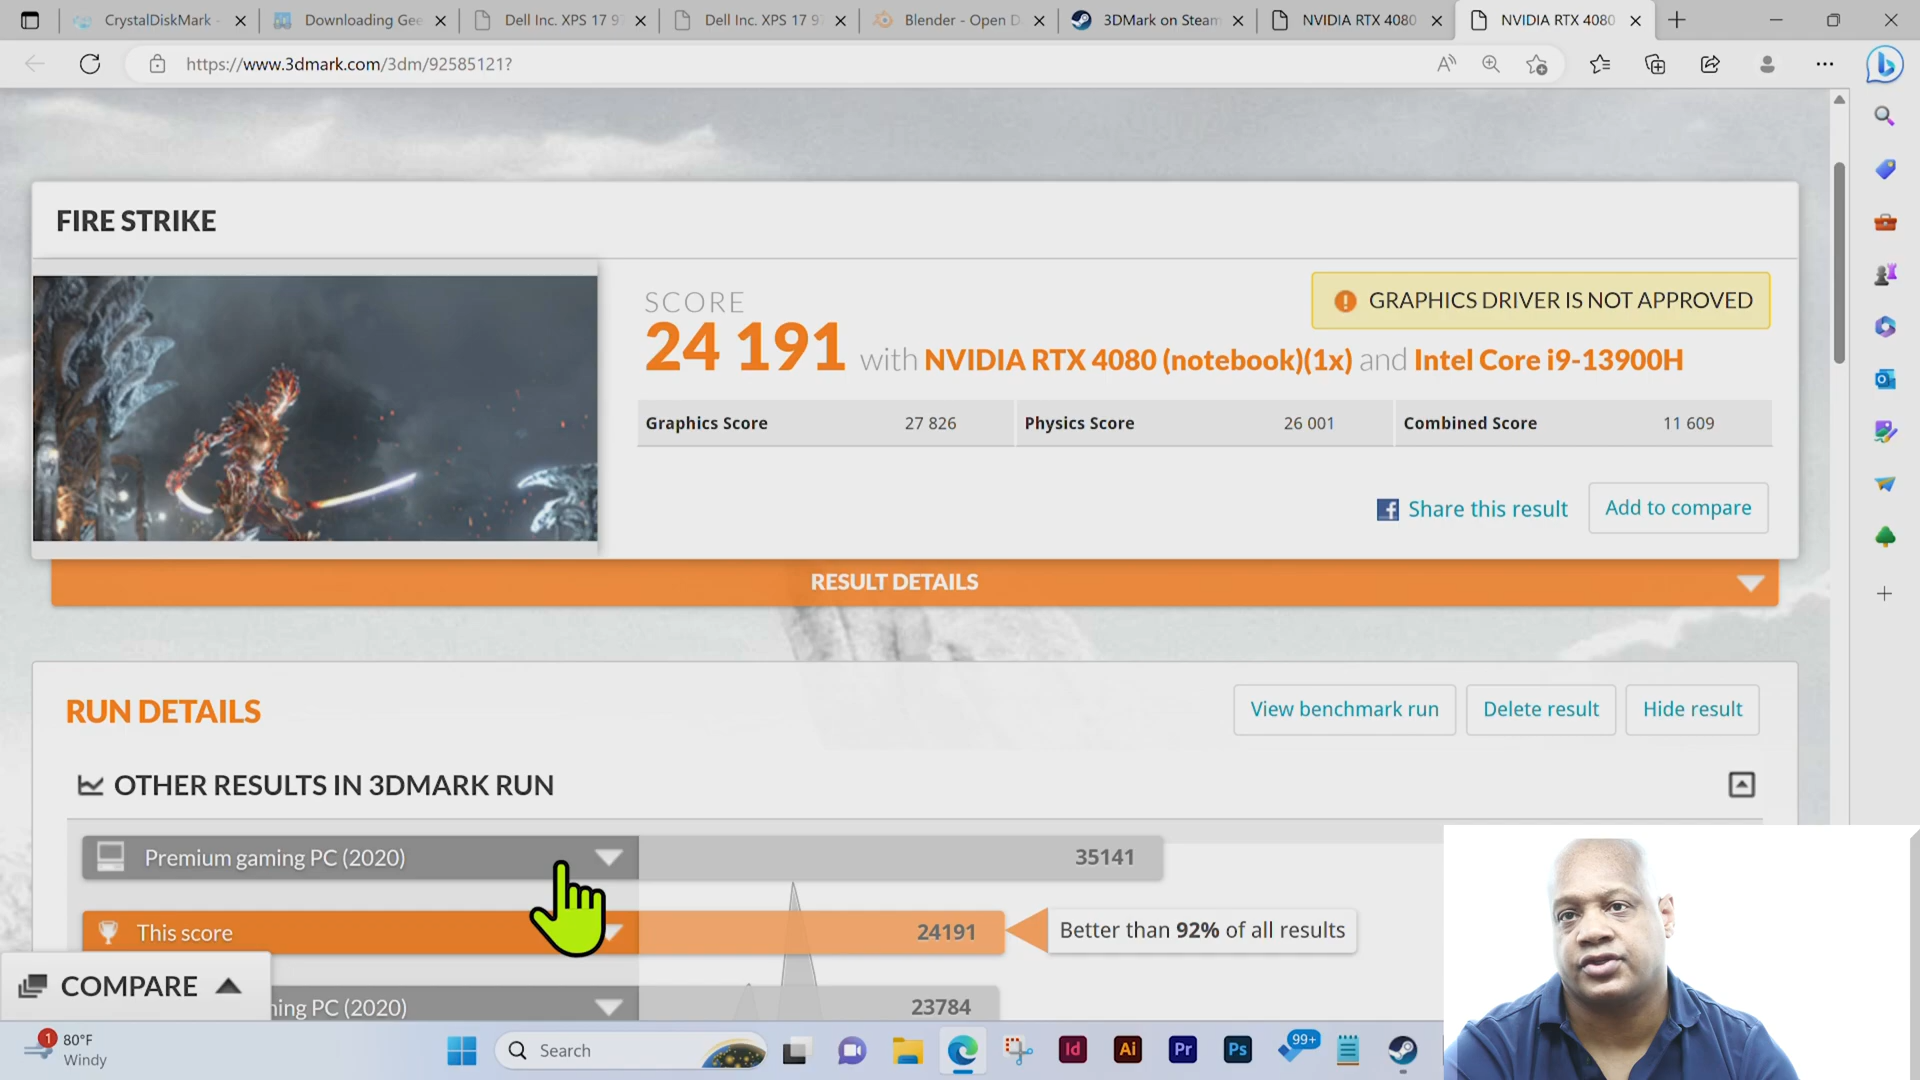 CrystalDiskMark -
Downloading Gee
Dell Inc. XPS 17 9
Dell Inc. XPS 17 9
Blender - Open D
3DMark on Steam
NVIDIA RTX 4080
NVIDIA RTX 4080
https://www.3dmark.com/3dm/92585121?
FIRE STRIKE
SCORE
GRAPHICS DRIVER IS NOT APPROVED
24 191 with NVIDIA RTX 4080 (notebook)(1x) and Intel Core i9-13900H
Graphics Score 27 826 Physics Score 26 001 Combined Score 11 609
Share this result
Add to compare
RESULT DETAILS
RUN DETAILS
View benchmark run
Delete result
Hide result
OTHER RESULTS IN 3DMARK RUN
Premium gaming PC (2020) 35141
This score 24191 Better than 92% of all results
COMPARE
ning PC (2020) 23784
1
80°F
Windy
Search
Id
Ai
Pr
Ps
99+